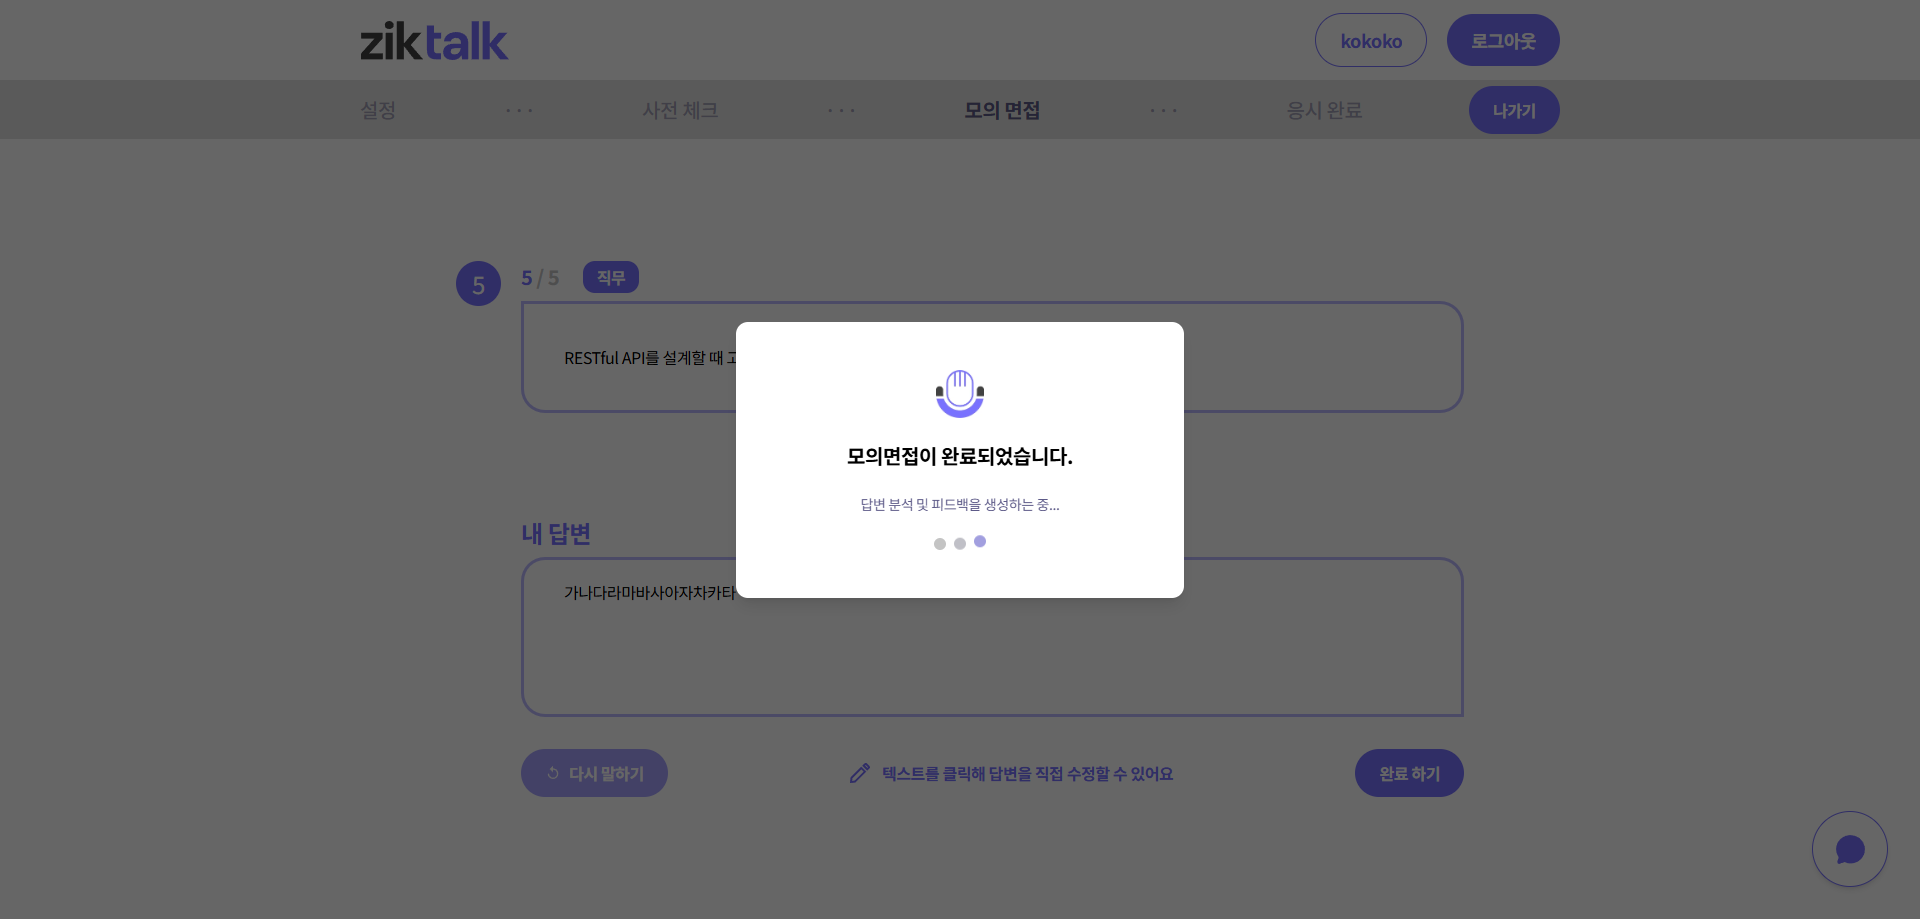 ziktalk
kokoko
로그아웃
설정
· · ·
사전 체크
· · ·
모의 면접
· · ·
응시 완료
나가기
5
5 / 5
직무
RESTful API를 설계할 때
모의면접이 완료되었습니다.
답변 분석 및 피드백을 생성하는 중...
내 답변
가나다라마바사아자차카타
다시 말하기
텍스트를 클릭해 답변을 직접 수정할 수 있어요
완료 하기